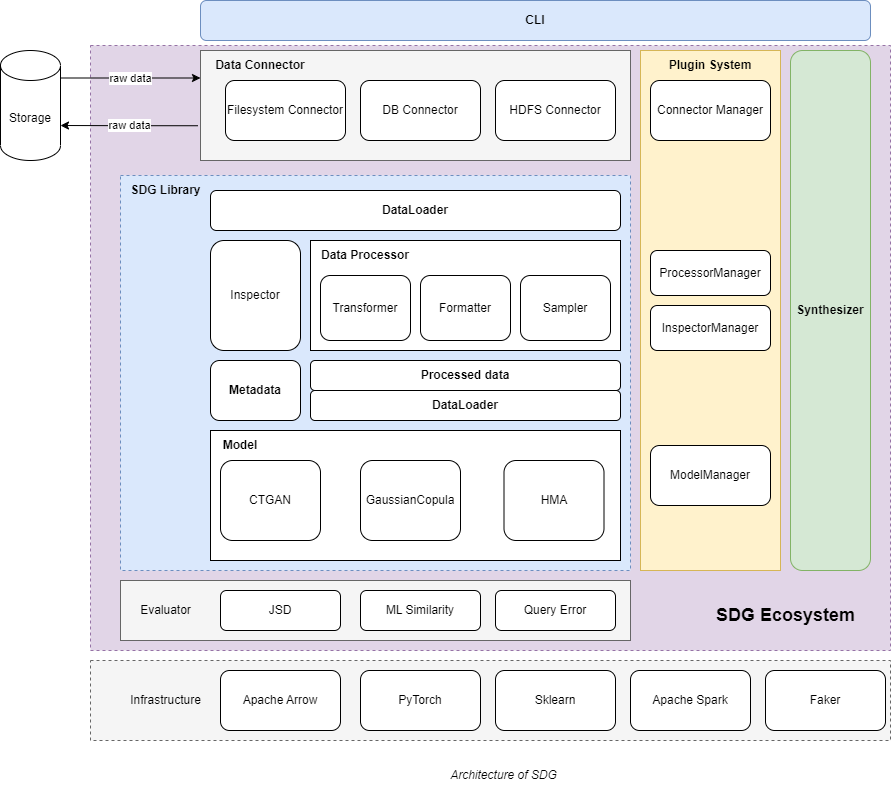 CLI
Storage
raw data
raw data
Data Connector
Filesystem Connector
DB Connector
HDFS Connector
Plugin System
Connector Manager
ProcessorManager
InspectorManager
ModelManager
Synthesizer
SDG Library
DataLoader
Inspector
Data Processor
Transformer
Formatter
Sampler
Metadata
Processed data
DataLoader
Model
CTGAN
GaussianCopula
HMA
Evaluator
JSD
ML Similarity
Query Error
SDG Ecosystem
Infrastructure
Apache Arrow
PyTorch
Sklearn
Apache Spark
Faker
Architecture of SDG